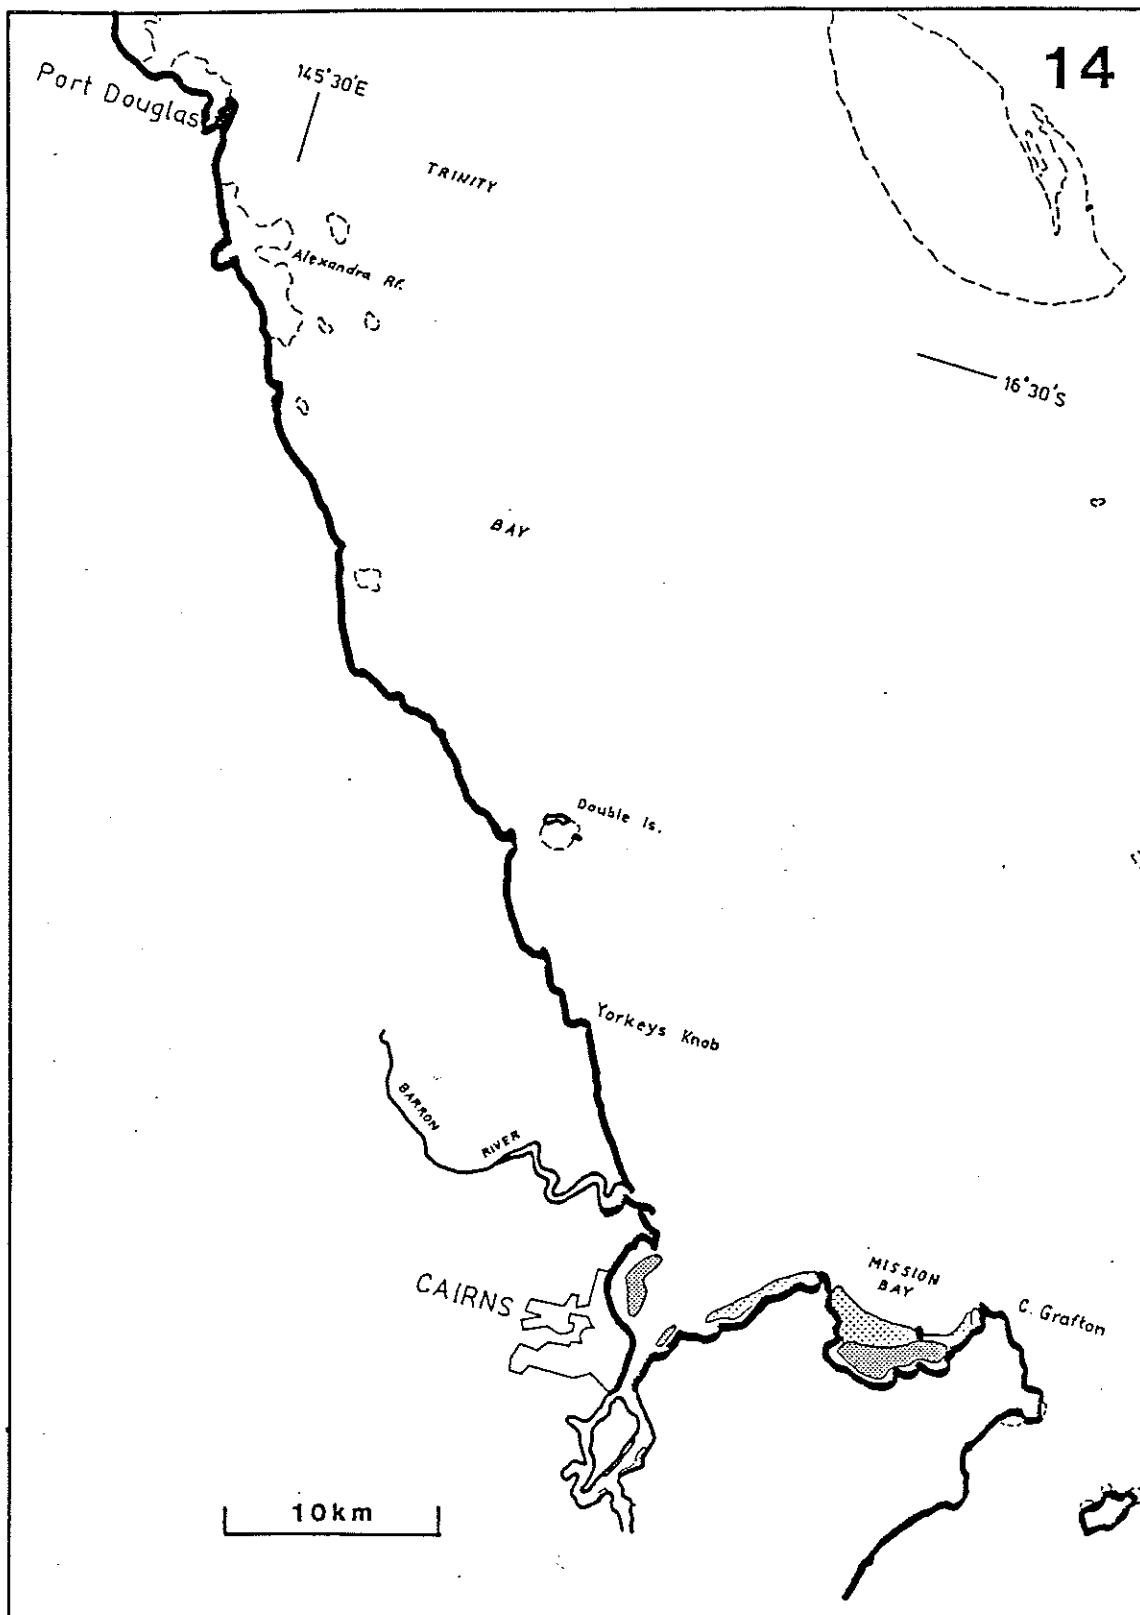 14
145°30'E
Port Douglas
TRINITY
Alexandra Rf.
16°30'S
BAY
Double Is.
Yorkeys Knob
BARRON
RIVER
MISSION
BAY
CAIRNS
C. Grafton
10km